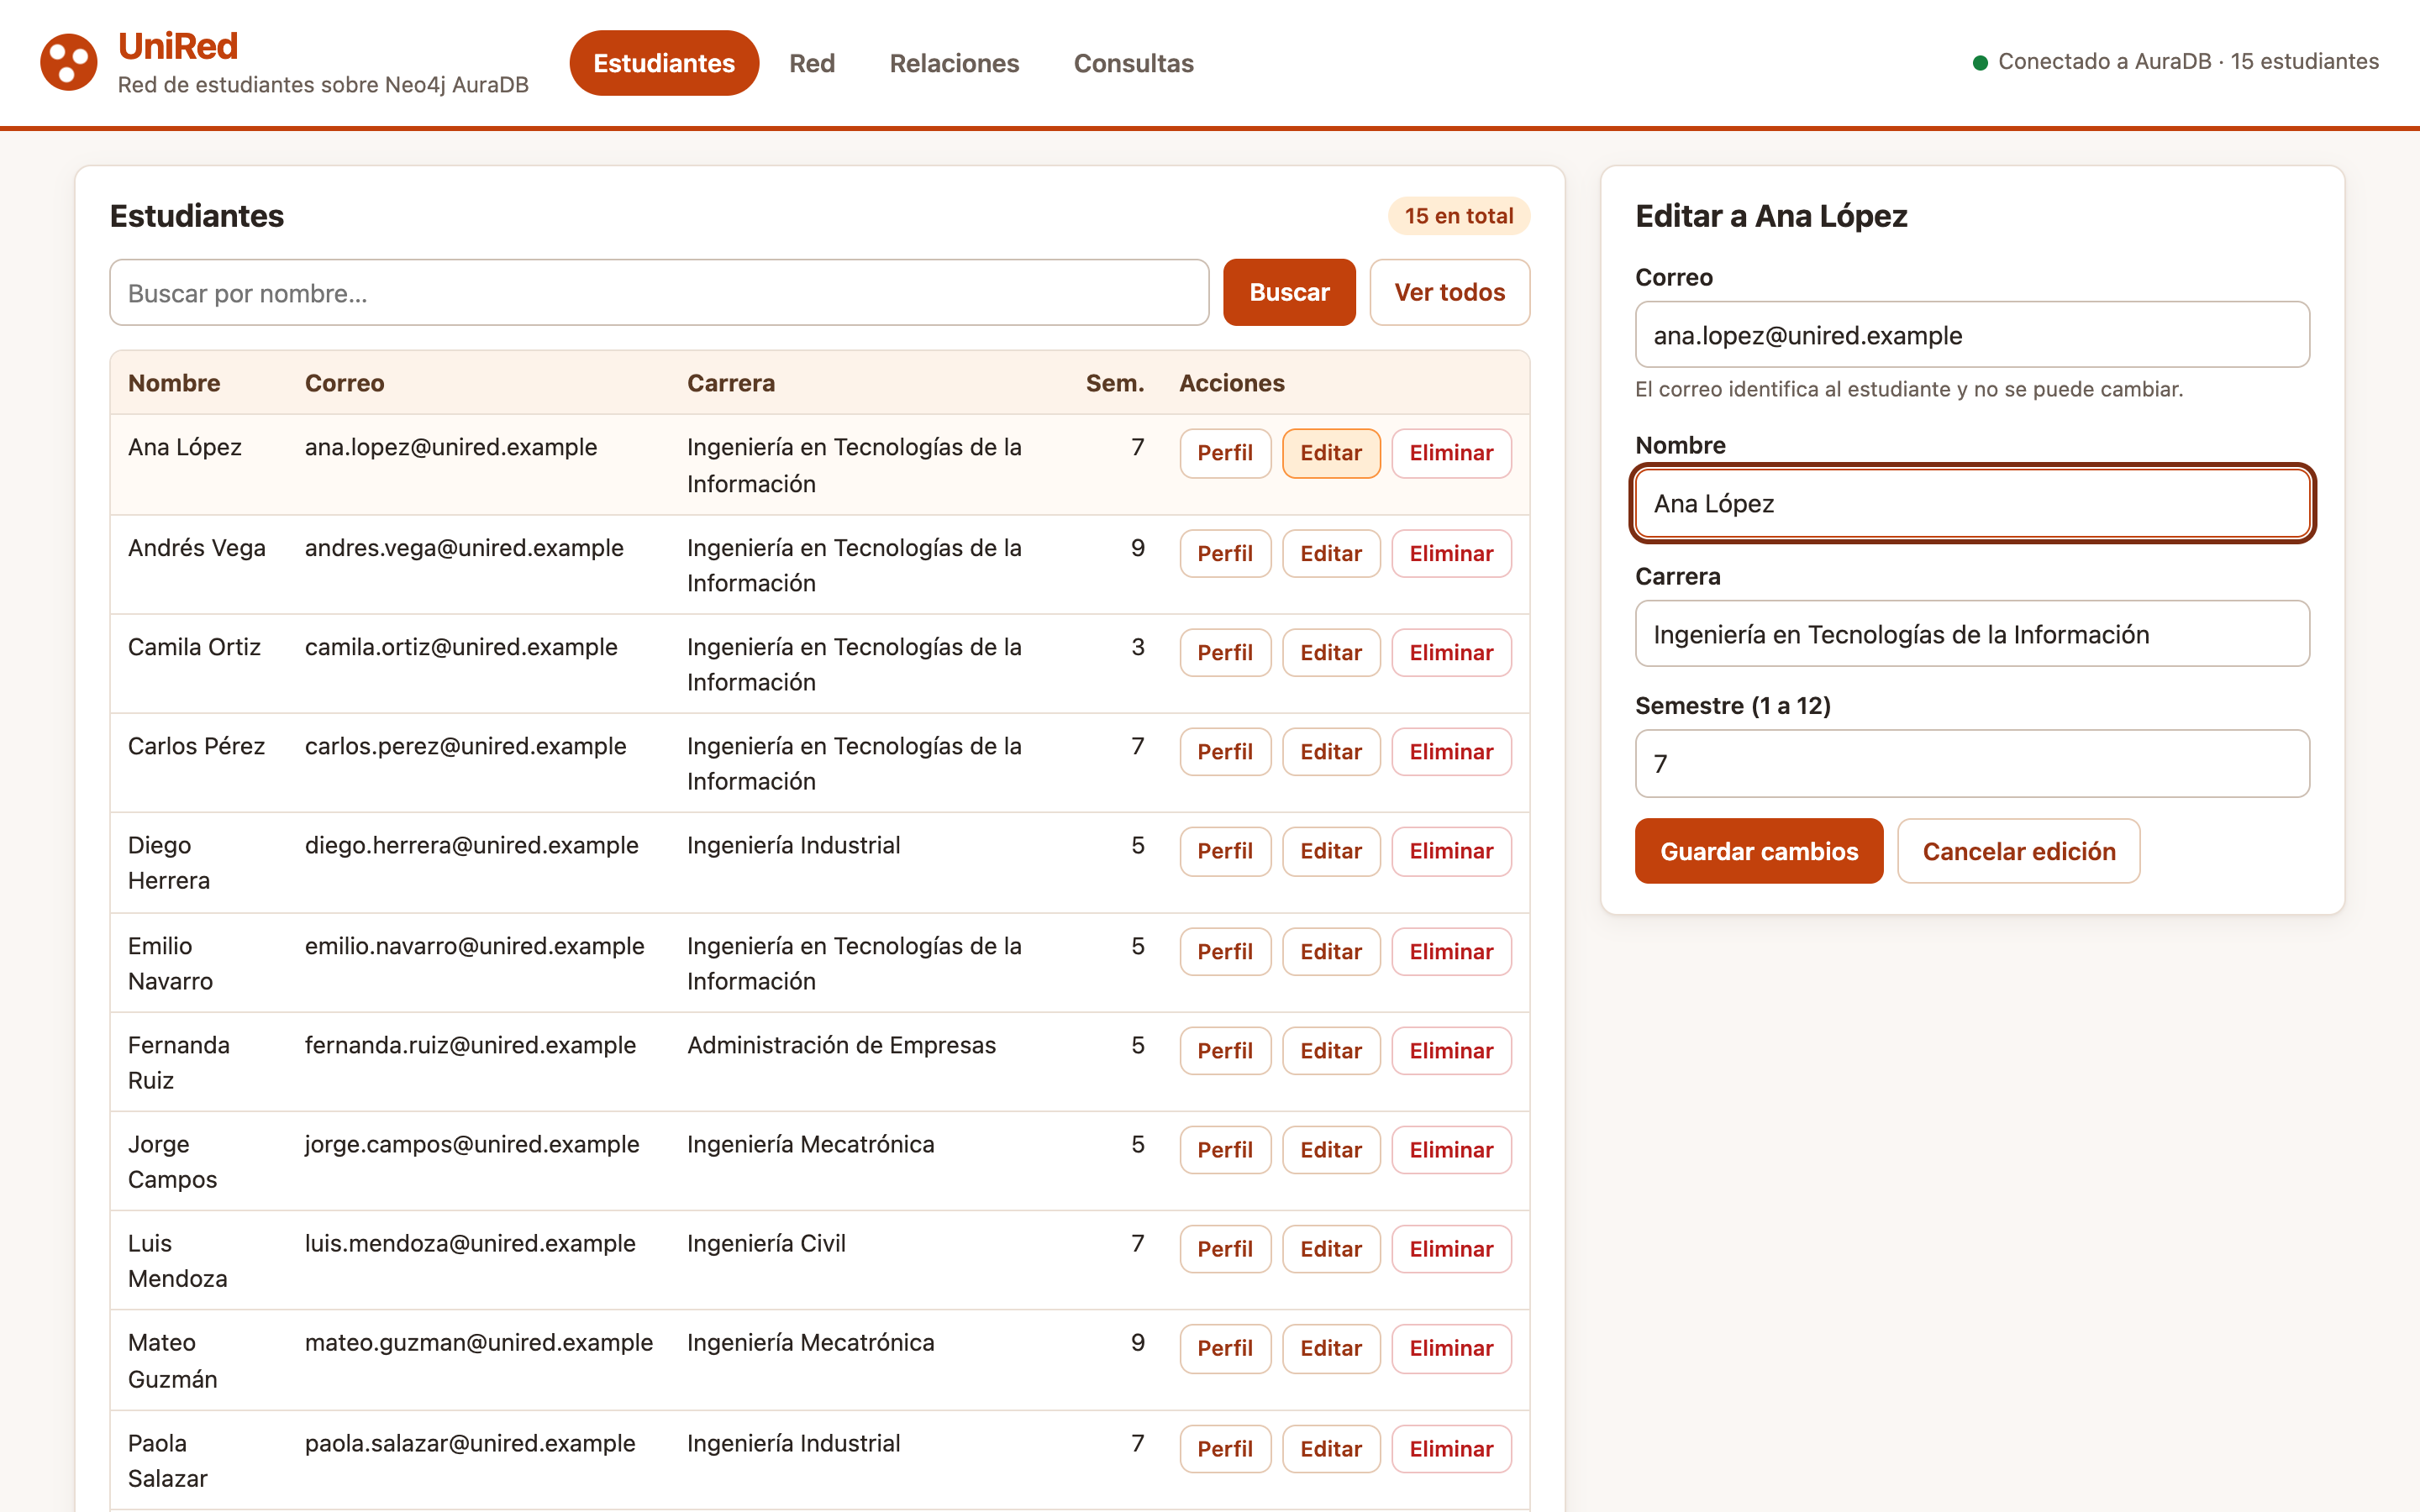 UniRed
Red de estudiantes sobre Neo4j AuraDB
Estudiantes
Red
Relaciones
Consultas
Conectado a AuraDB · 15 estudiantes
Estudiantes
15 en total
Buscar por nombre...
Buscar
Ver todos
Nombre Correo Carrera Sem. Acciones
Ana López ana.lopez@unired.example Ingeniería en Tecnologías de la 7 Perfil Editar Eliminar
Información
Andrés Vega andres.vega@unired.example Ingeniería en Tecnologías de la 9 Perfil Editar Eliminar
Información
Camila Ortiz camila.ortiz@unired.example Ingeniería en Tecnologías de la 3 Perfil Editar Eliminar
Información
Carlos Pérez carlos.perez@unired.example Ingeniería en Tecnologías de la 7 Perfil Editar Eliminar
Información
Diego diego.herrera@unired.example Ingeniería Industrial 5 Perfil Editar Eliminar
Herrera
Emilio emilio.navarro@unired.example Ingeniería en Tecnologías de la 5 Perfil Editar Eliminar
Navarro Información
Fernanda fernanda.ruiz@unired.example Administración de Empresas 5 Perfil Editar Eliminar
Ruiz
Jorge jorge.campos@unired.example Ingeniería Mecatrónica 5 Perfil Editar Eliminar
Campos
Luis luis.mendoza@unired.example Ingeniería Civil 7 Perfil Editar Eliminar
Mendoza
Mateo mateo.guzman@unired.example Ingeniería Mecatrónica 9 Perfil Editar Eliminar
Guzmán
Paola paola.salazar@unired.example Ingeniería Industrial 7 Perfil Editar Eliminar
Salazar
Editar a Ana López
Correo
ana.lopez@unired.example
El correo identifica al estudiante y no se puede cambiar.
Nombre
Ana López
Carrera
Ingeniería en Tecnologías de la Información
Semestre (1 a 12)
7
Guardar cambios
Cancelar edición